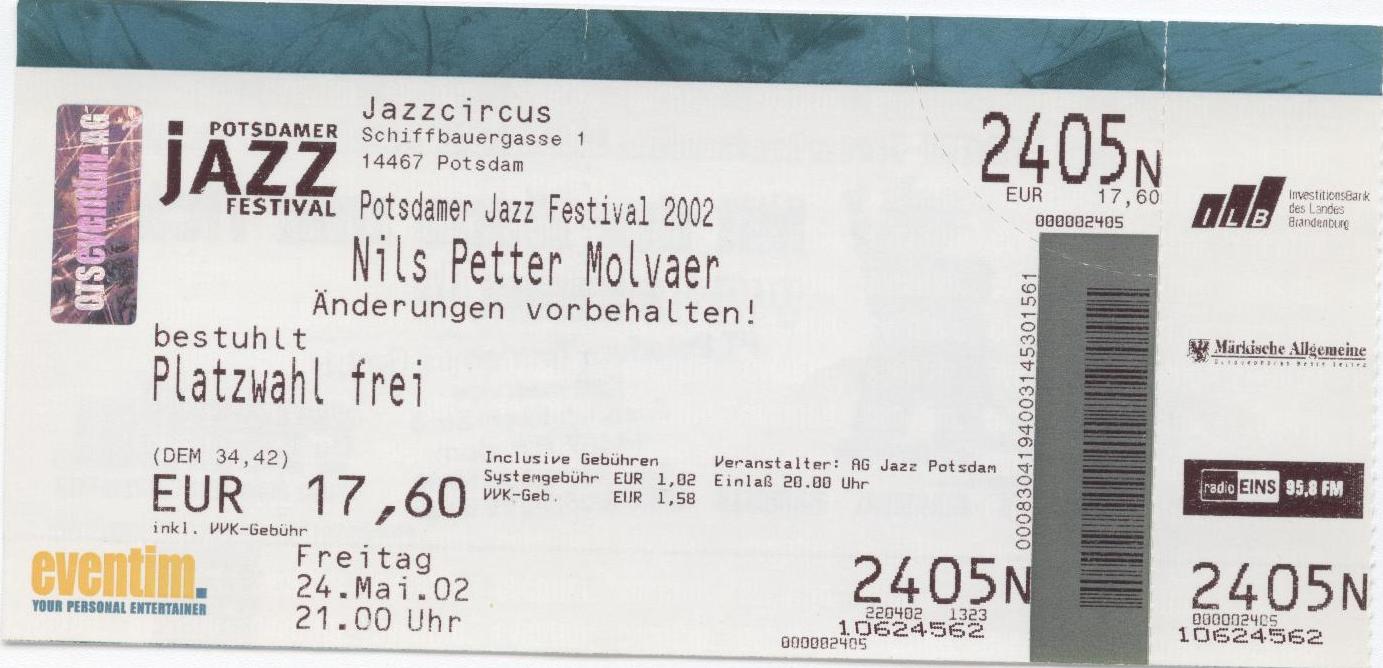 OTSeventim.AG
POTSDAMER
JAZZ
FESTIVAL
Jazzcircus
Schiffbauergasse 1
14467 Potsdam
Potsdamer Jazz Festival 2002
Nils Petter Molvaer
Änderungen vorbehalten!
bestuhlt
Platzwahl frei
(DEM 34,42)
EUR 17,60
inkl. VVK-Gebühr
Inclusive Gebühren
Systemgebühr EUR 1,02
VVK-Geb. EUR 1,58
Veranstalter: AG Jazz Potsdam
Einlaß 20.00 Uhr
eventim.
YOUR PERSONAL ENTERTAINER
Freitag
24.Mai.02
21.00 Uhr
2405N
EUR 17,60
000002405
00083041940031453015​61
2405N
220402 1323
10624562
000002405
ILB
InvestitionsBank
des Landes
Brandenburg
Märkische Allgemeine
radio EINS 95,8 FM
2405N
000002405
10624562